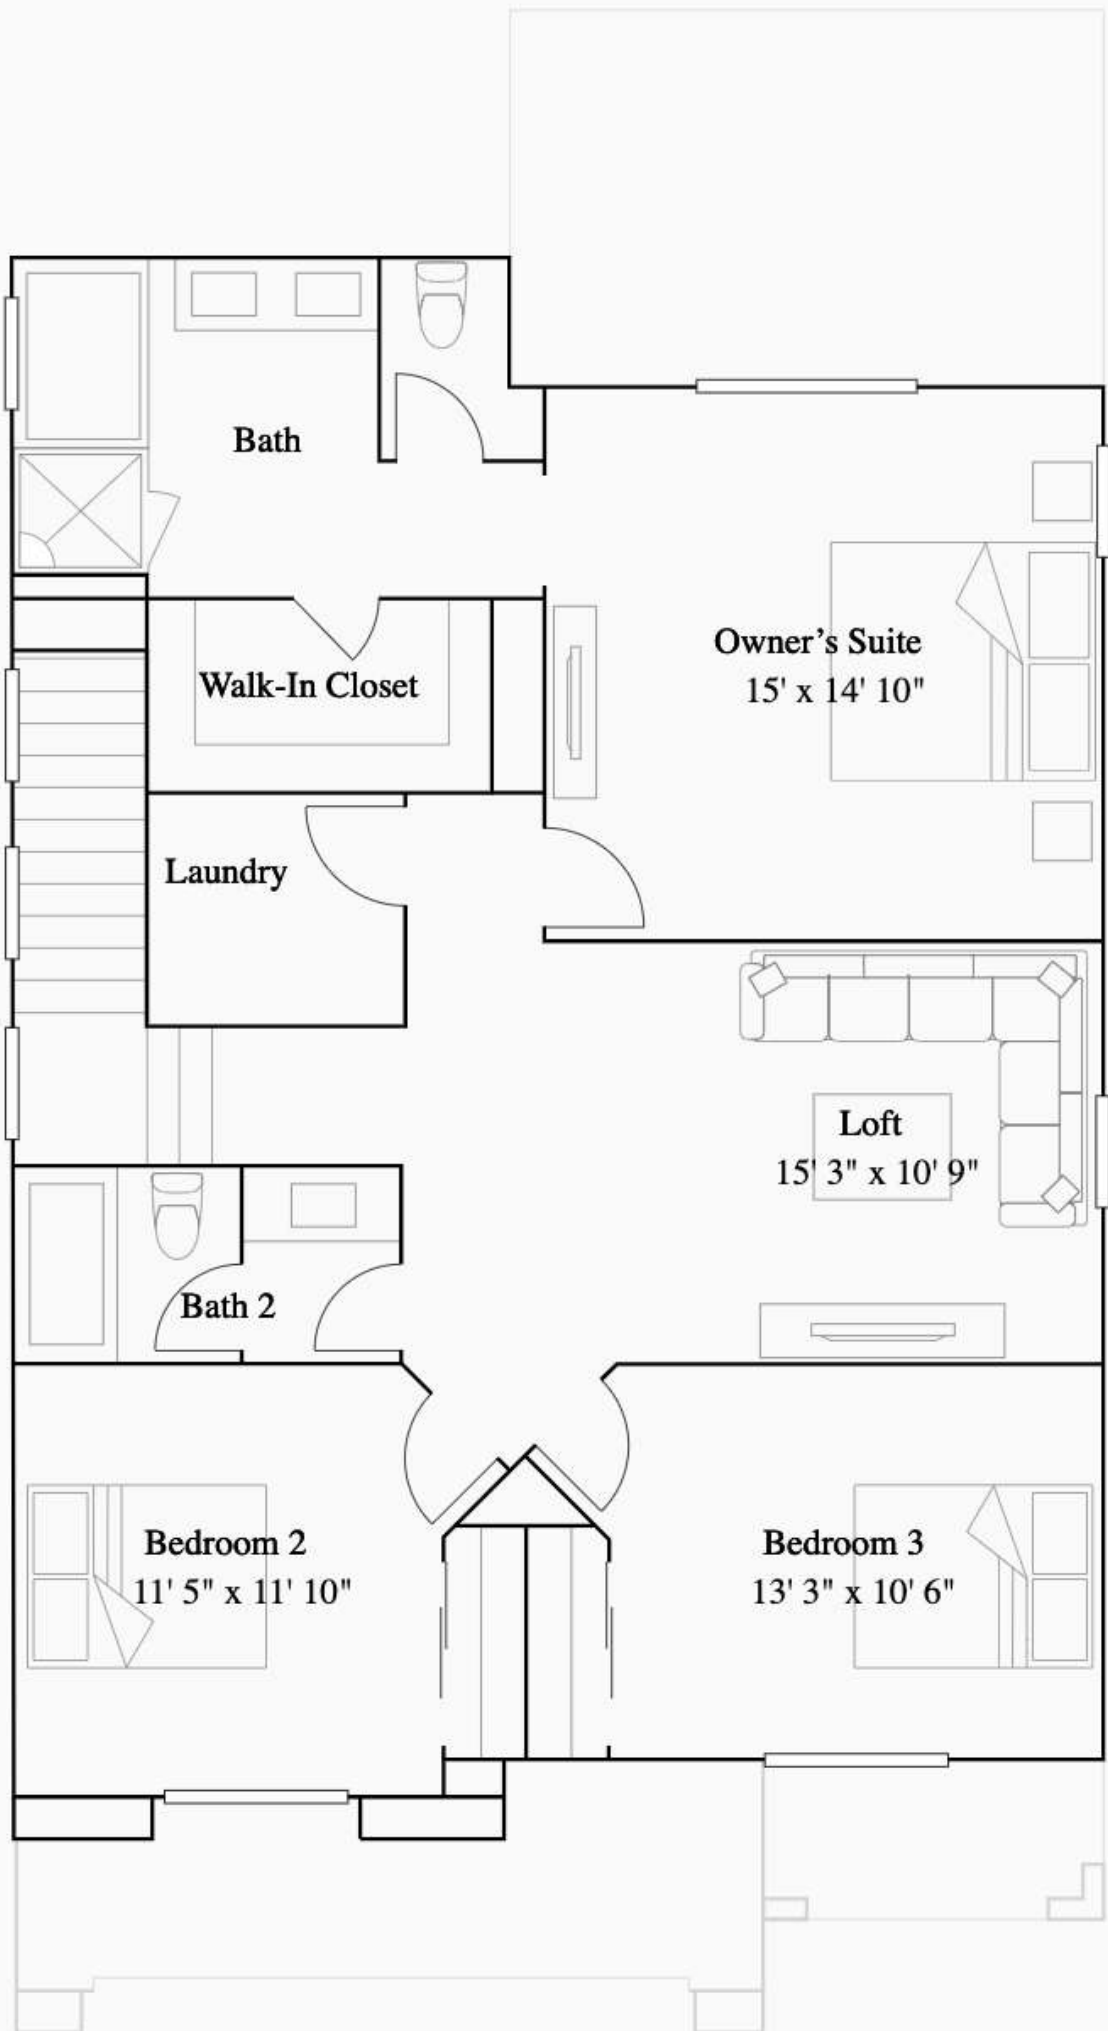 Bath
Owner’s Suite
15' x 14' 10"
Walk-In Closet
Laundry
Loft
15' 3" x 10' 9"
Bath 2
Bedroom 2
11' 5" x 11' 10"
Bedroom 3
13' 3" x 10' 6"